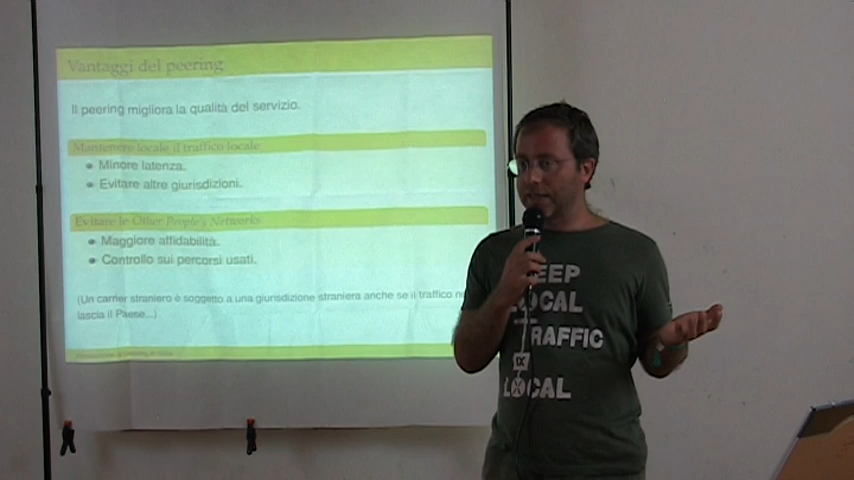 Vantaggi del peering
Il peering migliora la qualità del servizio.
Mantenere locale il traffico locale
Minore latenza.
Evitare altre giurisdizioni.
Evitare le Other People's Networks
Maggiore affidabilità.
Controllo sui percorsi usati.
(Un carrier straniero è soggetto a una giurisdizione straniera anche se il traffico
lascia il Paese...)
EEP
LOCAL
TRAFFIC
IX
LOCAL